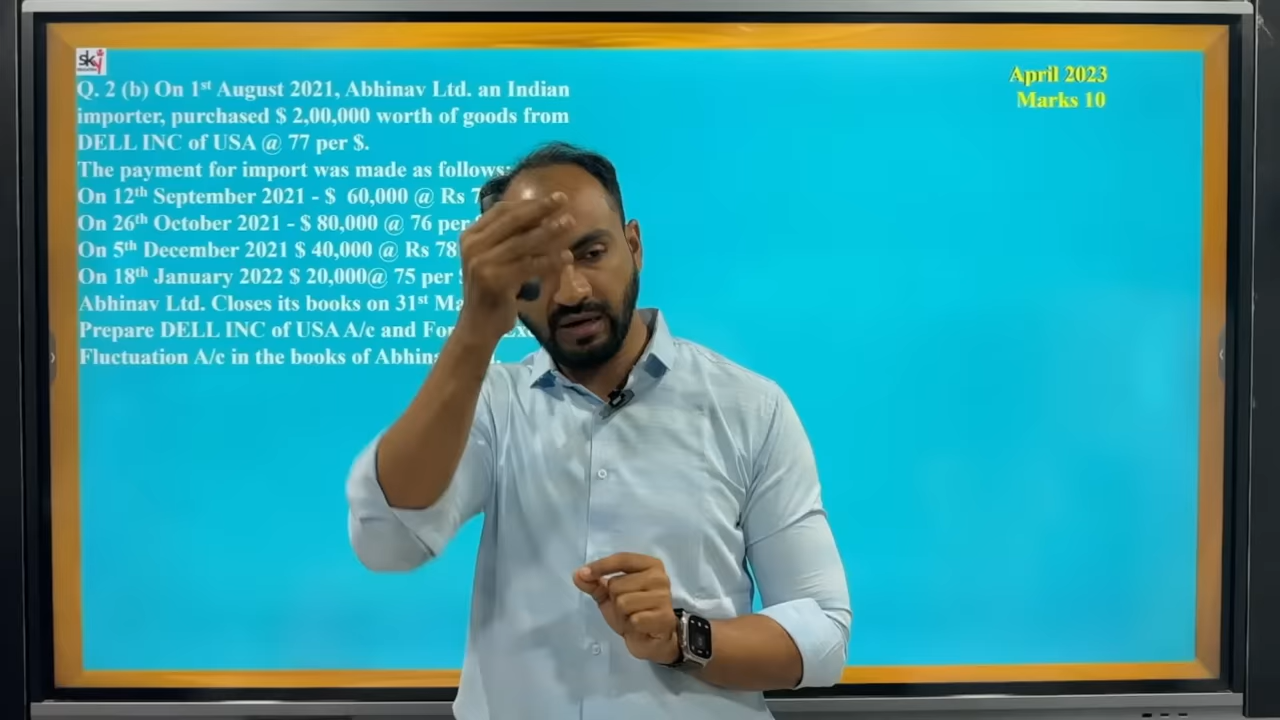 sky
Q. 2 (b) On 1st August 2021, Abhinav Ltd. an Indian
importer, purchased $ 2,00,000 worth of goods from
DELL INC of USA @ 77 per $.
The payment for import was made as follows:
On 12th September 2021 - $ 60,000 @ Rs
On 26th October 2021 - $ 80,000 @ 76 per
On 5th December 2021 $ 40,000 @ Rs 78
On 18th January 2022 $ 20,000@ 75 per $
Abhinav Ltd. Closes its books on 31st
Prepare DELL INC of USA A/c and
Fluctuation A/c in the books of
April 2023
Marks 10